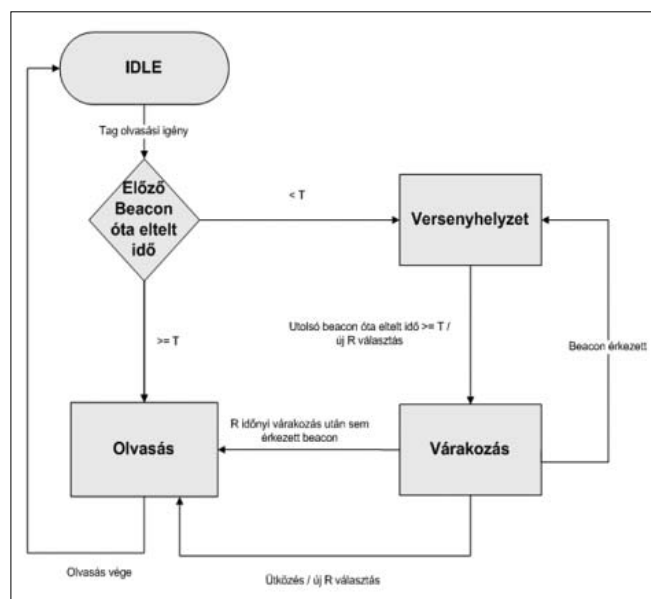 IDLE
Tag olvasási igény
Előző
Beacon
óta eltelt
idő
< T
Versenyhelyzet
>= T
Utolsó beacon óta eltelt idő >= T /
új R választás
Beacon érkezett
Olvasás
R időnyi várakozás után sem
érkezett beacon
Várakozás
Olvasás vége
Ütközés / új R választás